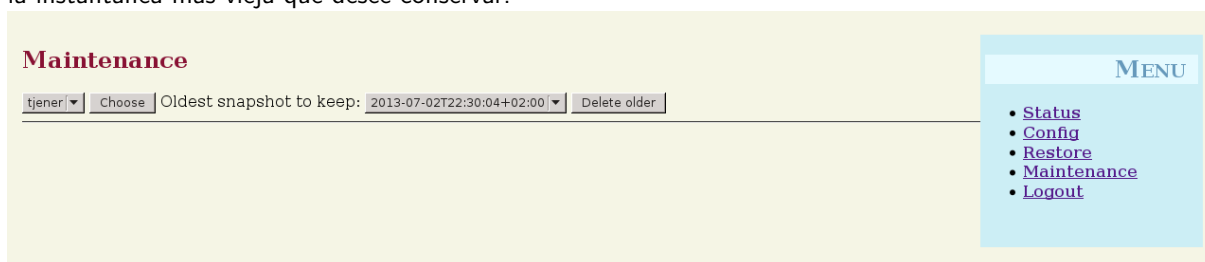 la instantánea más vieja que desee conservar.
Maintenance
tjener Choose Oldest snapshot to keep: 2013-07-02T22:30:04+02:00 Delete older
MENU
Status
Config
Restore
Maintenance
Logout